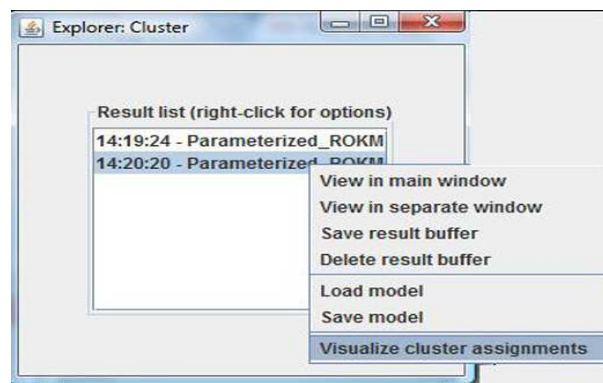 Explorer: Cluster
Result list (right-click for options)
14:19:24 - Parameterized_ROKM
14:20:20 - Parameterized_ROKM
View in main window
View in separate window
Save result buffer
Delete result buffer
Load model
Save model
Visualize cluster assignments